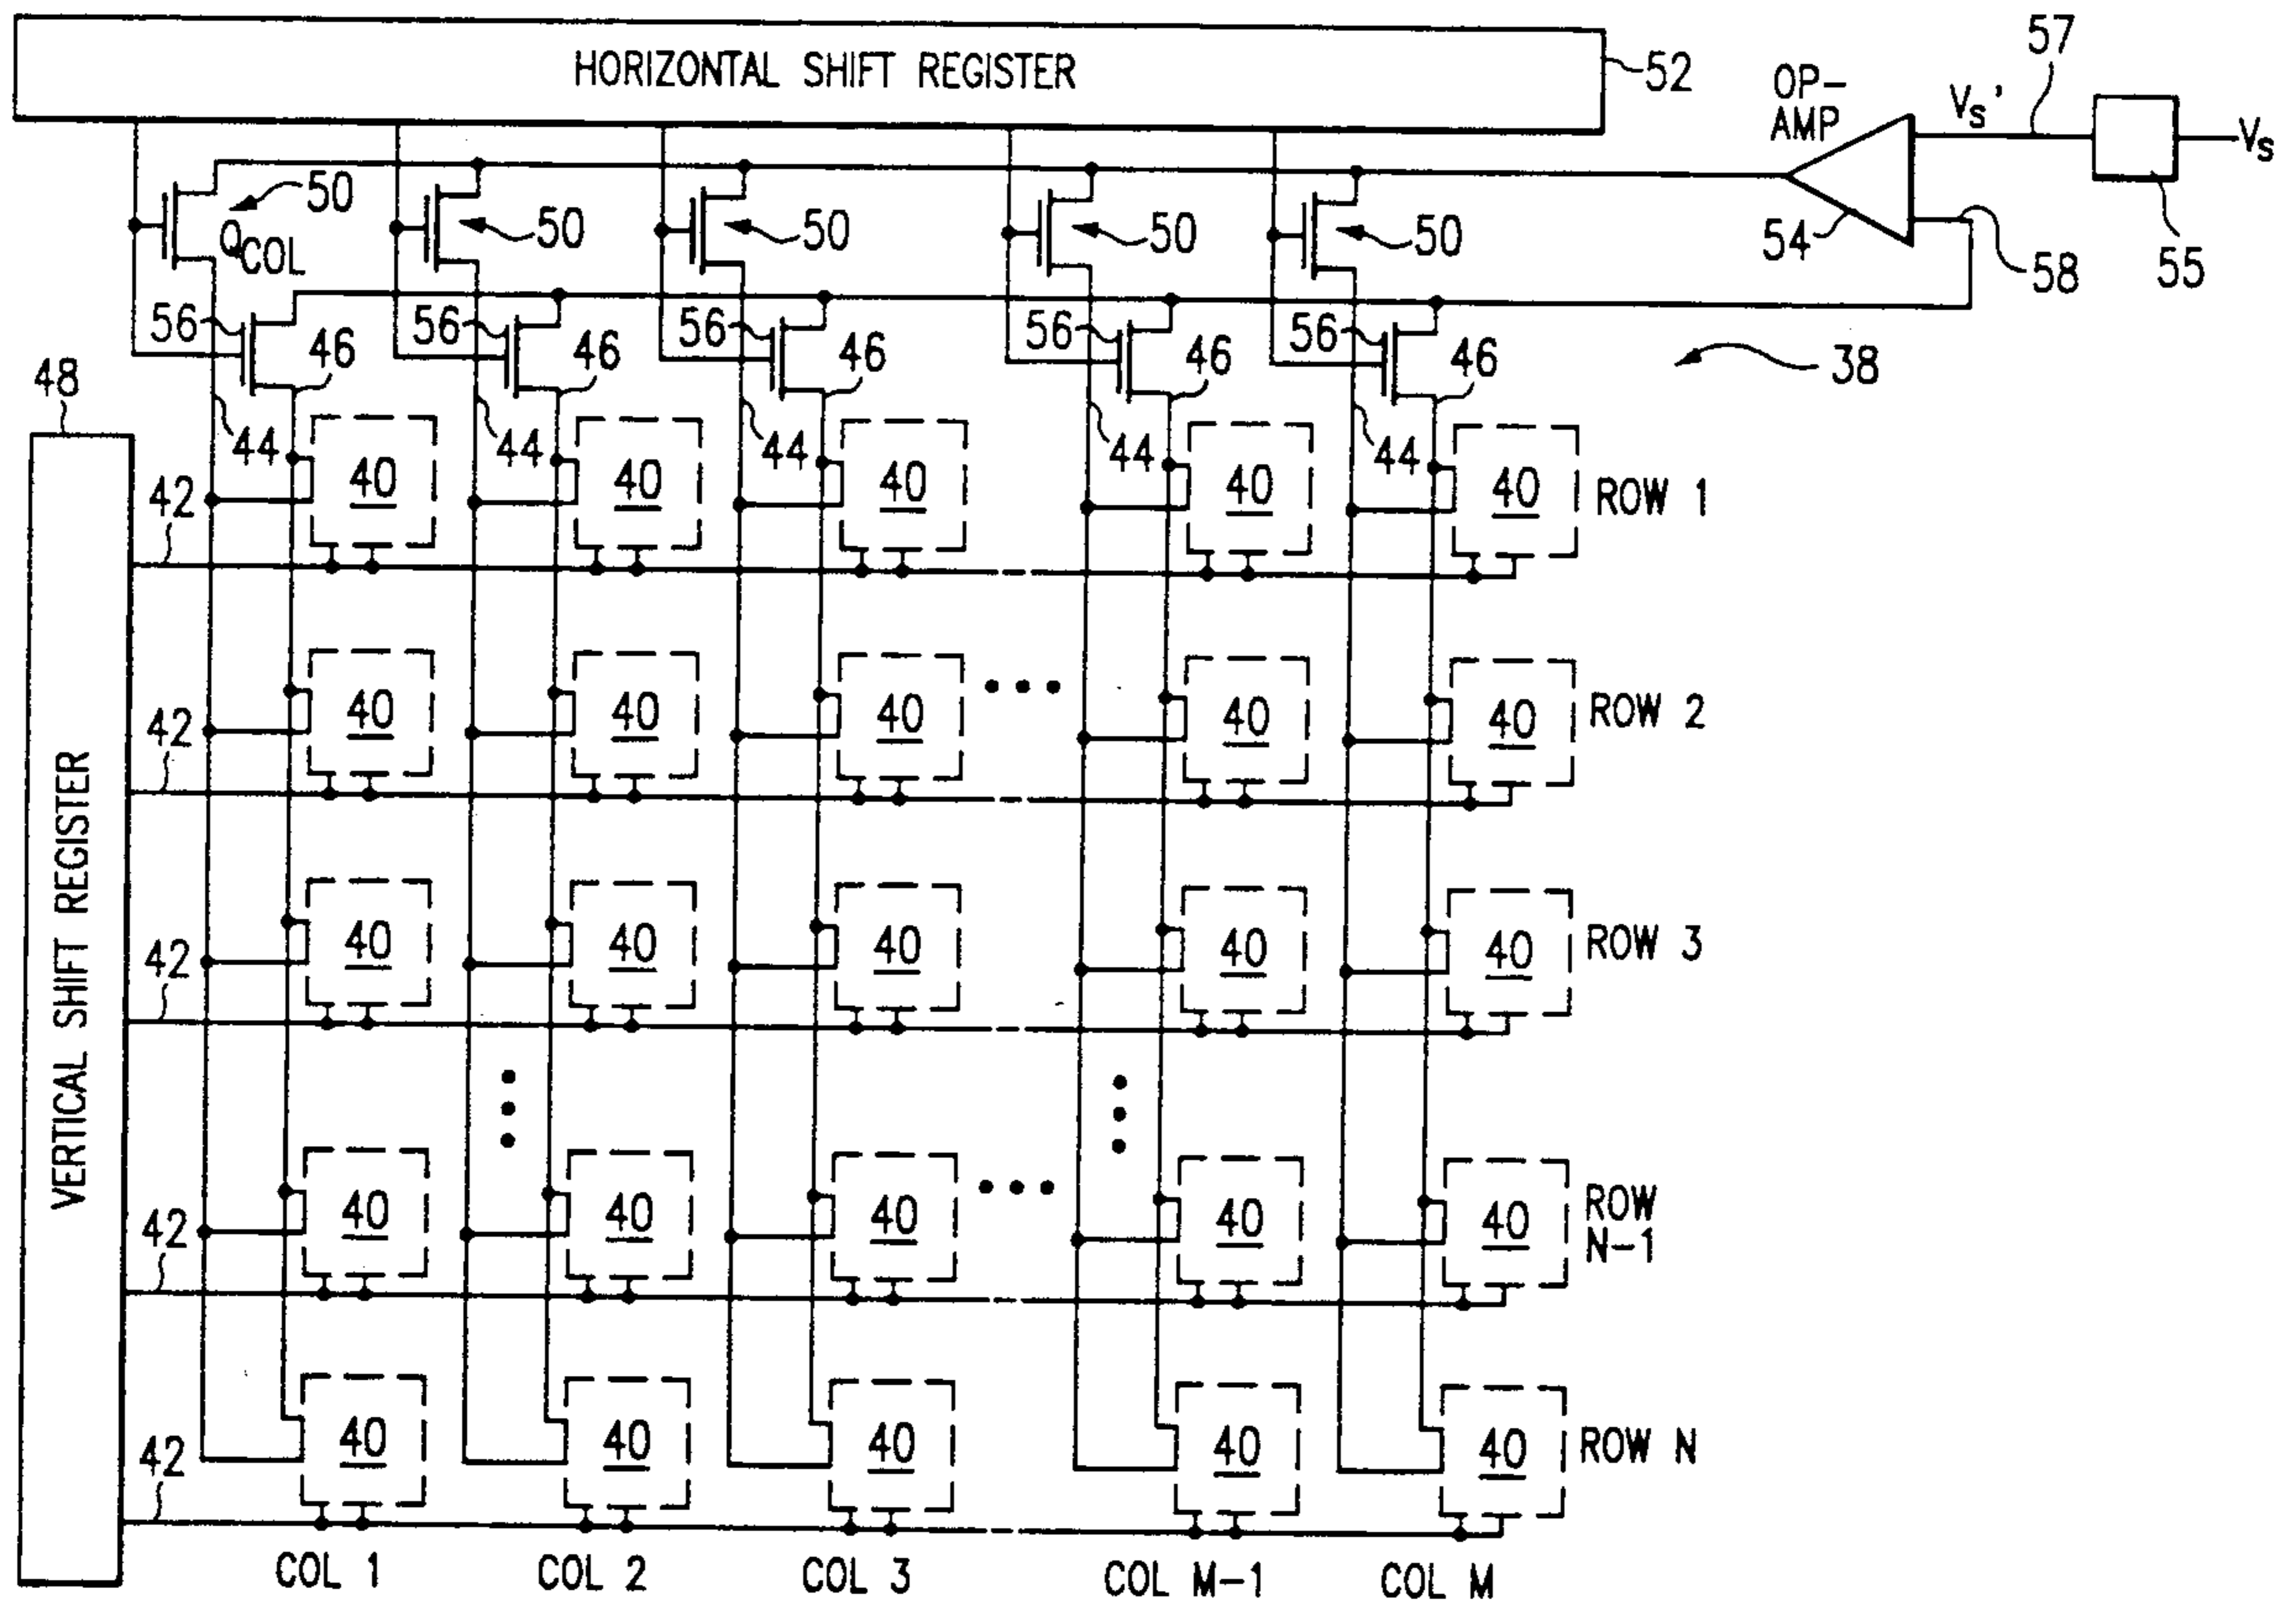 HORIZONTAL SHIFT REGISTER
52
OP-
AMP
V_S'
57
V_S
54
58
55
50 50 50 50 50
Q_COL
56 56 56 56 56
46 46 46 46 46
38
48
44 44 44 44 44
VERTICAL SHIFT REGISTER
42 40 40 40 40 40 ROW 1
42 40 40 40 40 40 ROW 2
42 40 40 40 40 40 ROW 3
42 40 40 40 40 40 ROW
N-1
42 40 40 40 40 40 ROW N
COL 1 COL 2 COL 3 COL M-1 COL M